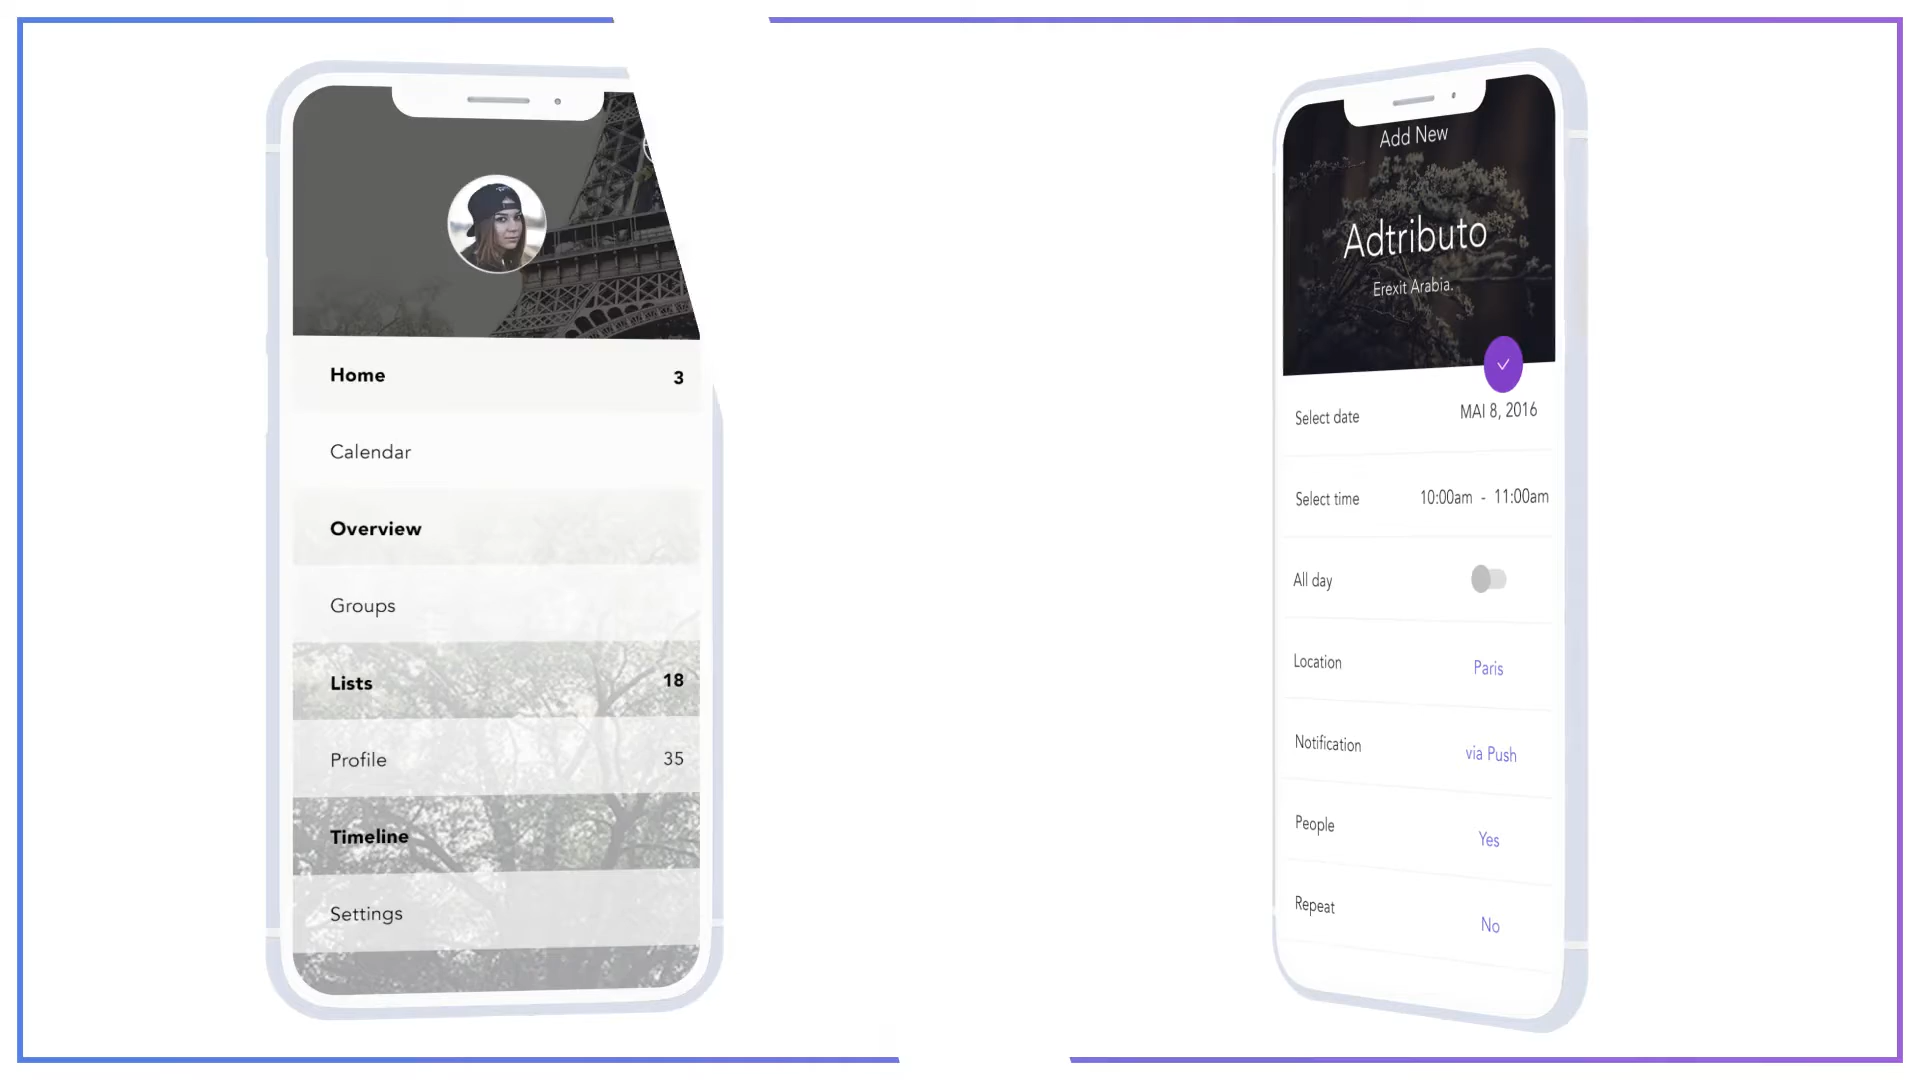 Home 3
Calendar
Overview
Groups
Lists 18
Profile 35
Timeline
Settings
Add New
Adtributo
Erexit Arabia.
Select date MAI 8, 2016
Select time 10:00am - 11:00am
All day
Location Paris
Notification via Push
People Yes
Repeat No